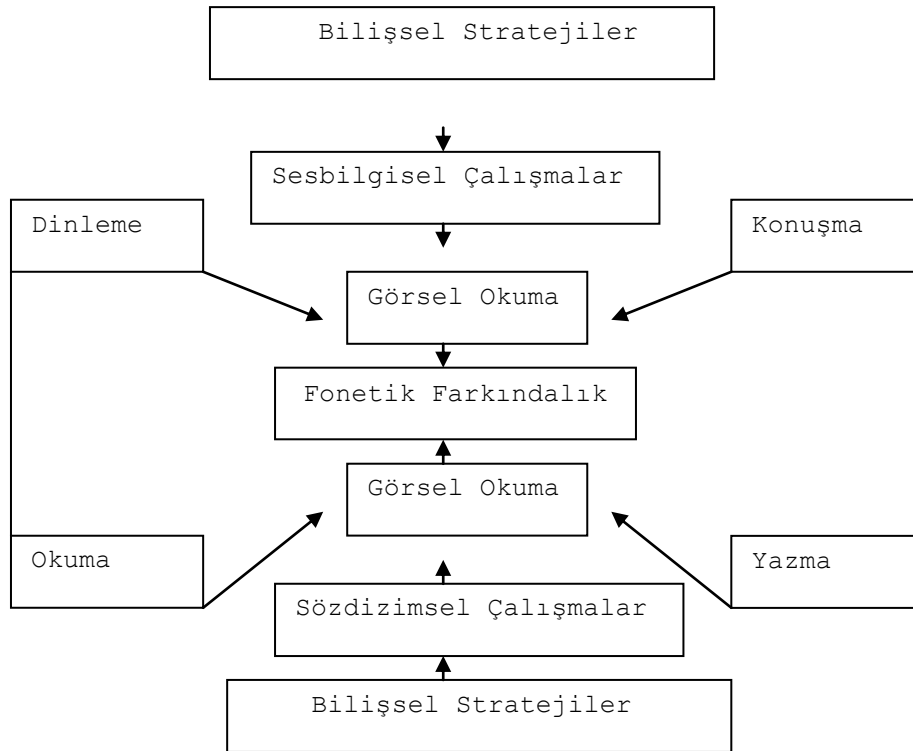 Bilişsel Stratejiler
Sesbilgisel Çalışmalar
Dinleme
Konuşma
Görsel Okuma
Fonetik Farkındalık
Görsel Okuma
Okuma
Yazma
Sözdizimsel Çalışmalar
Bilişsel Stratejiler